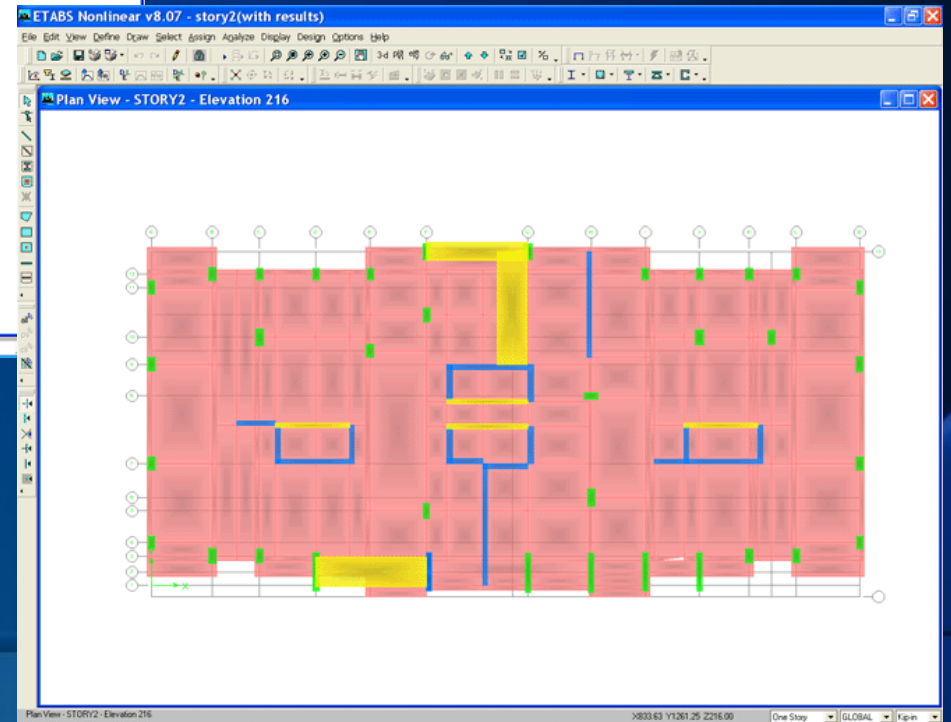 ETABS Nonlinear v8.07 - story2(with results)
File Edit View Define Draw Select Assign Analyze Display Design Options Help
3-d
Plan View - STORY2 - Elevation 216
X
Plan View - STORY2 - Elevation 216
X833.63 Y1261.25 Z216.00
One Story
GLOBAL
Kip-in